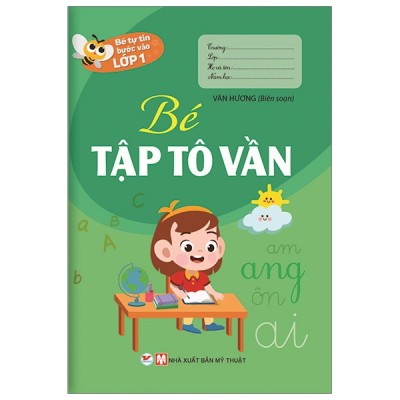 Bé tự tin
bước vào
LỚP 1
Trường:
Lớp:
Họ và tên:
Năm học:
VÂN HƯƠNG (Biên soạn)
Bé
TẬP TÔ VẦN
A
b
B
C
A
a
b
am
ang
ôn
ai
NHÀ XUẤT BẢN MỸ THUẬT